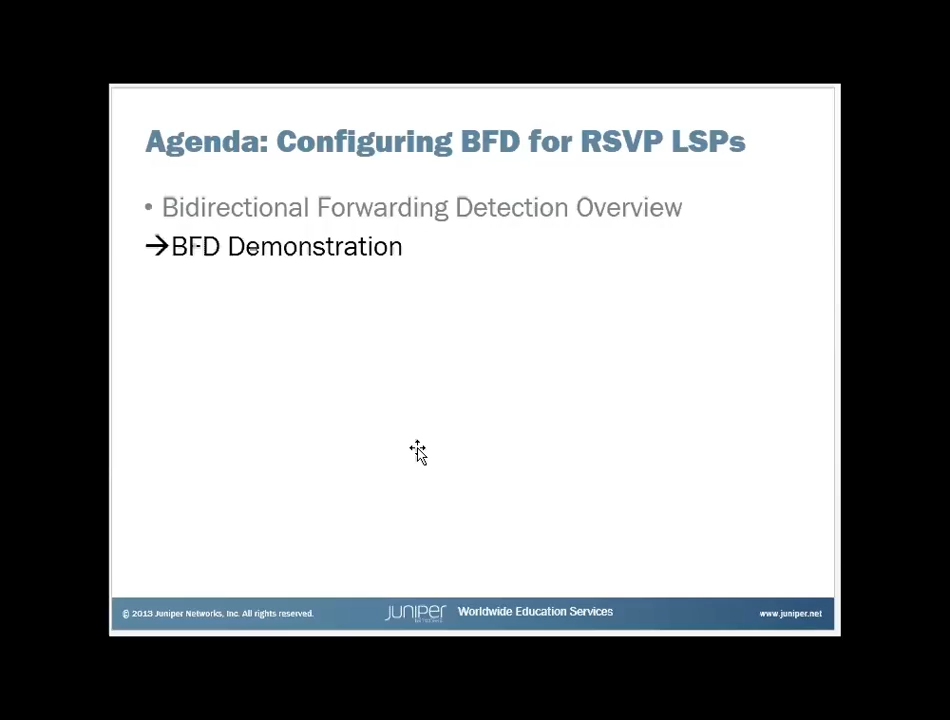 Agenda: Configuring BFD for RSVP LSPs
• Bidirectional Forwarding Detection Overview
→BFD Demonstration
© 2013 Juniper Networks, Inc. All rights reserved.
JUNIPER
NETWORKS
Worldwide Education Services
www.juniper.net